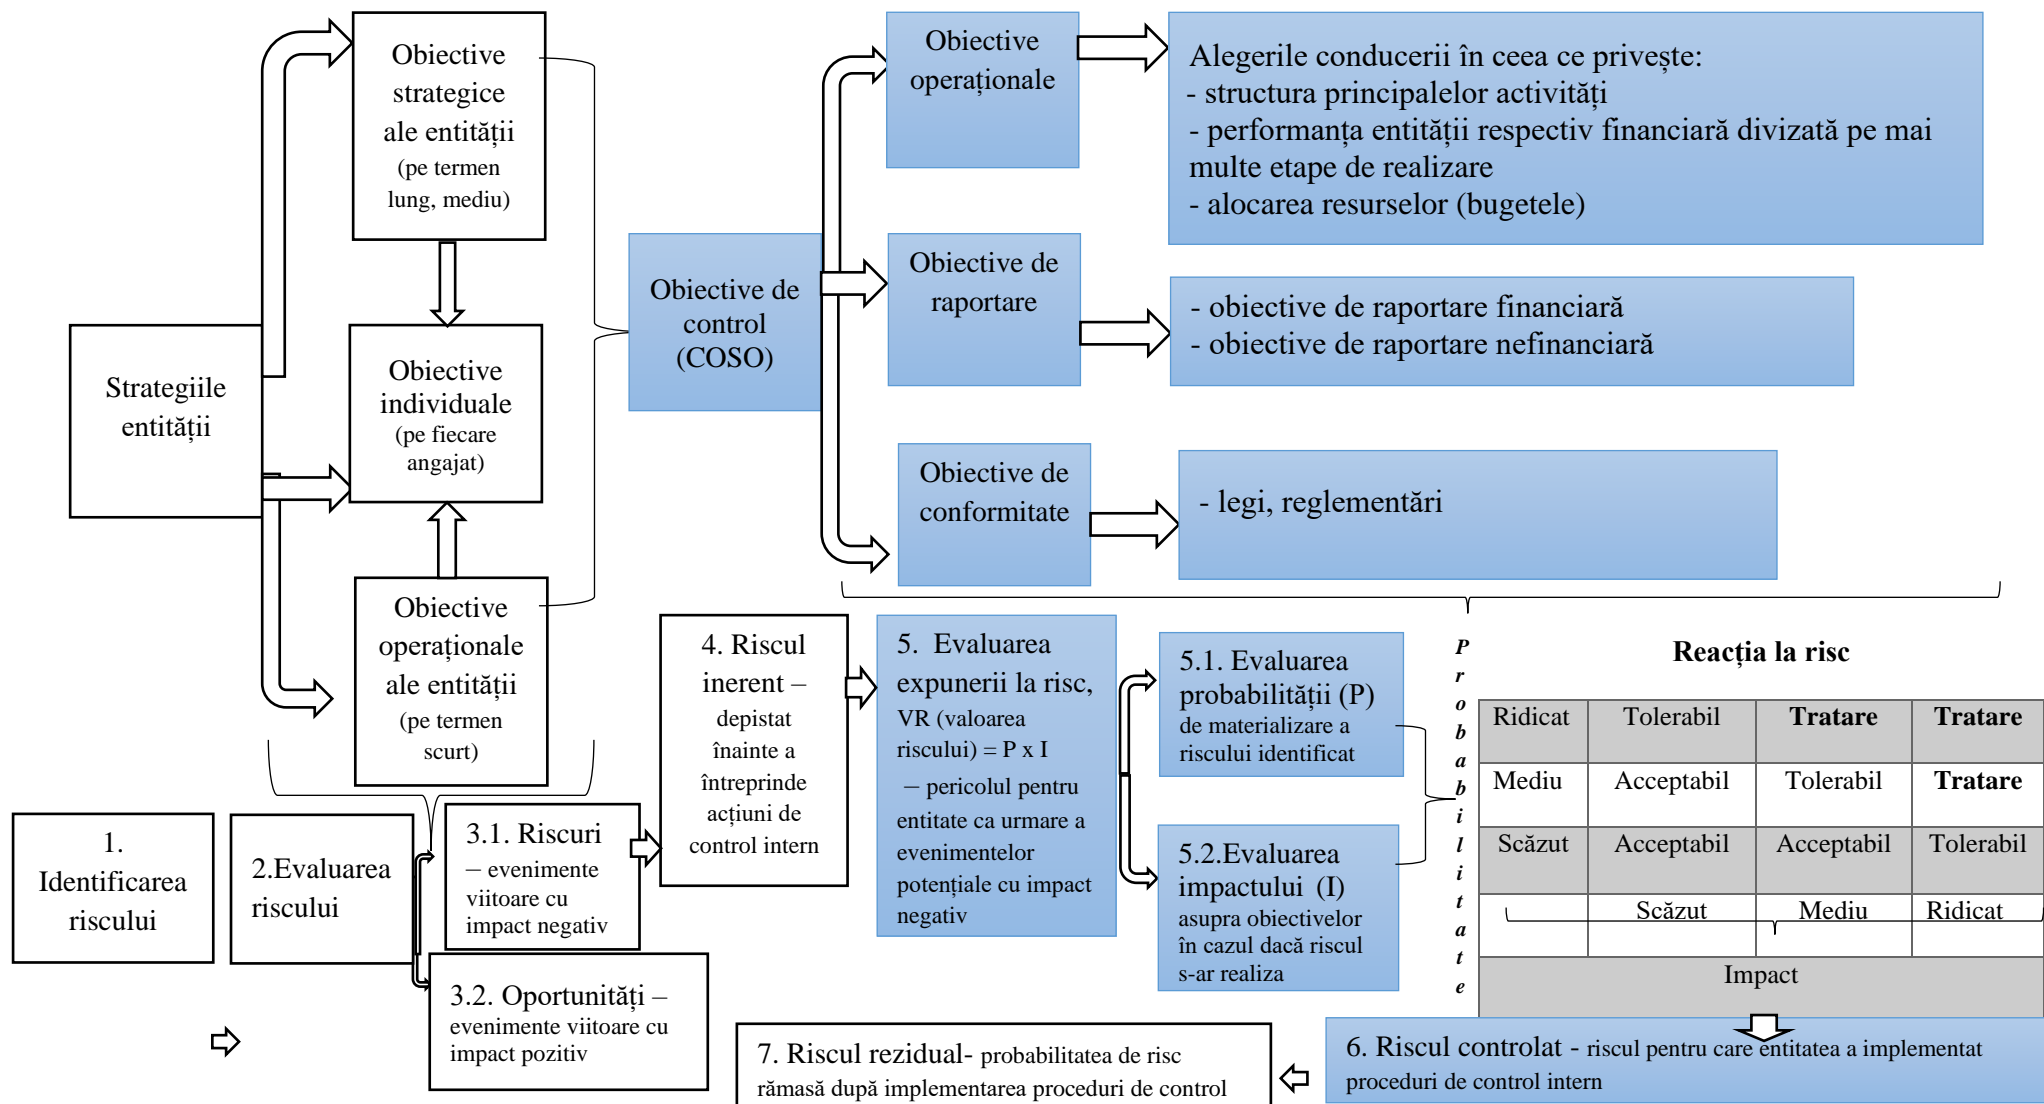 Obiective
strategice
ale entității
(pe termen
lung, mediu)
Strategiile
entității
Obiective
individuale
(pe fiecare
angajat)
Obiective
operaționale
ale entității
(pe termen
scurt)
Obiective de
control
(COSO)
Obiective
operaționale
Alegerile conducerii în ceea ce privește:
- structura principalelor activități
- performanța entității respectiv financiară divizată pe mai
multe etape de realizare
- alocarea resurselor (bugetele)
Obiective de
raportare
- obiective de raportare financiară
- obiective de raportare nefinanciară
Obiective de
conformitate
- legi, reglementări
1.
Identificarea
riscului
2.Evaluarea
riscului
3.1. Riscuri
– evenimente
viitoare cu
impact negativ
3.2. Oportunități –
evenimente viitoare cu
impact pozitiv
4. Riscul
inerent –
depistat
înainte a
întreprinde
acțiuni de
control intern
5. Evaluarea
expunerii la risc,
VR (valoarea
riscului) = P x I
– pericolul pentru
entitate ca urmare a
evenimentelor
potențiale cu impact
negativ
5.1. Evaluarea
probabilității (P)
de materializare a
riscului identificat
5.2.Evaluarea
impactului (I)
asupra obiectivelor
în cazul dacă riscul
s-ar realiza
Probabilitate
Reacția la risc
Ridicat Tolerabil Tratare Tratare
Mediu Acceptabil Tolerabil Tratare
Scăzut Acceptabil Acceptabil Tolerabil
Scăzut Mediu Ridicat
Impact
6. Riscul controlat - riscul pentru care entitatea a implementat
proceduri de control intern
7. Riscul rezidual- probabilitatea de risc
rămasă după implementarea proceduri de control